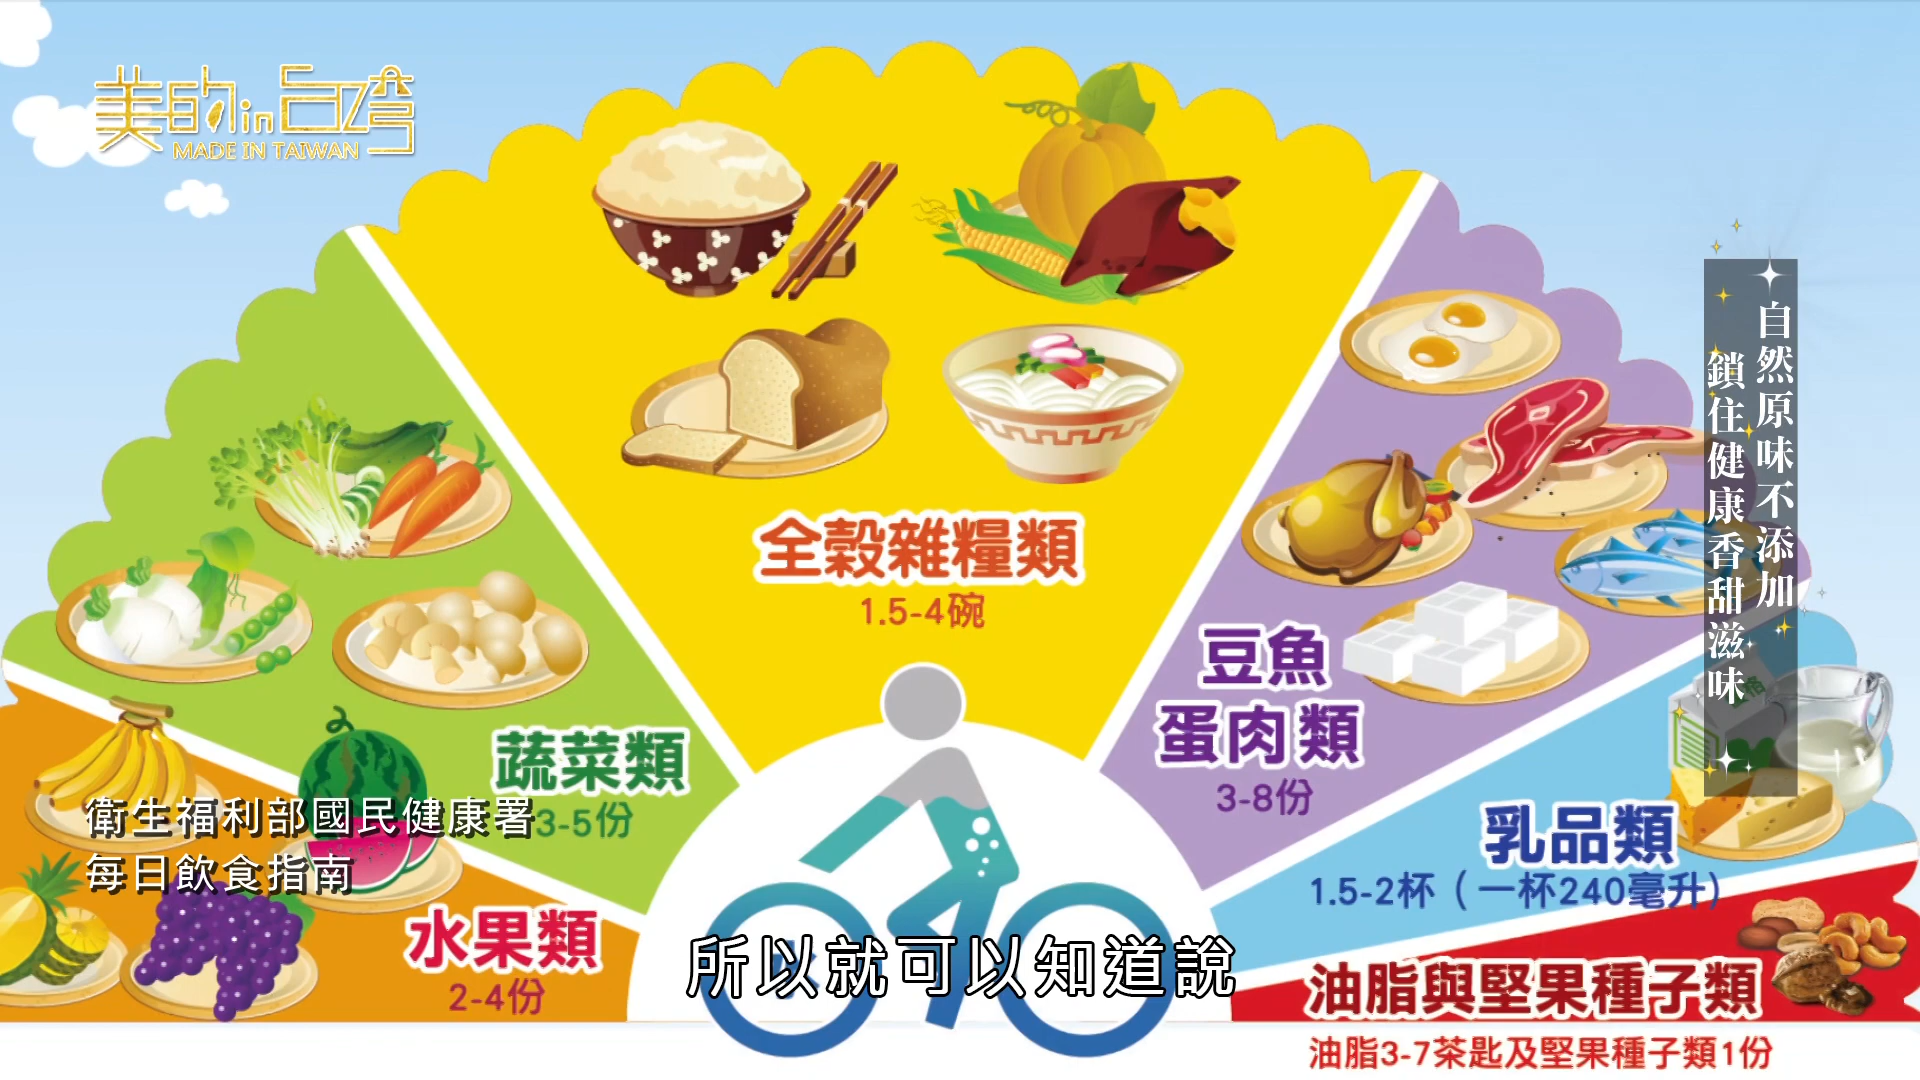 美的in台灣
MADE IN TAIWAN
自然原味不添加
鎖住健康香甜滋味
全穀雜糧類
1.5-4碗
豆魚
蛋肉類
3-8份
蔬菜類
3-5份
乳品類
1.5-2杯（一杯240毫升）
水果類
2-4份
油脂與堅果種子類
油脂3-7茶匙及堅果種子類1份
衛生福利部國民健康署
每日飲食指南
所以就可以知道說